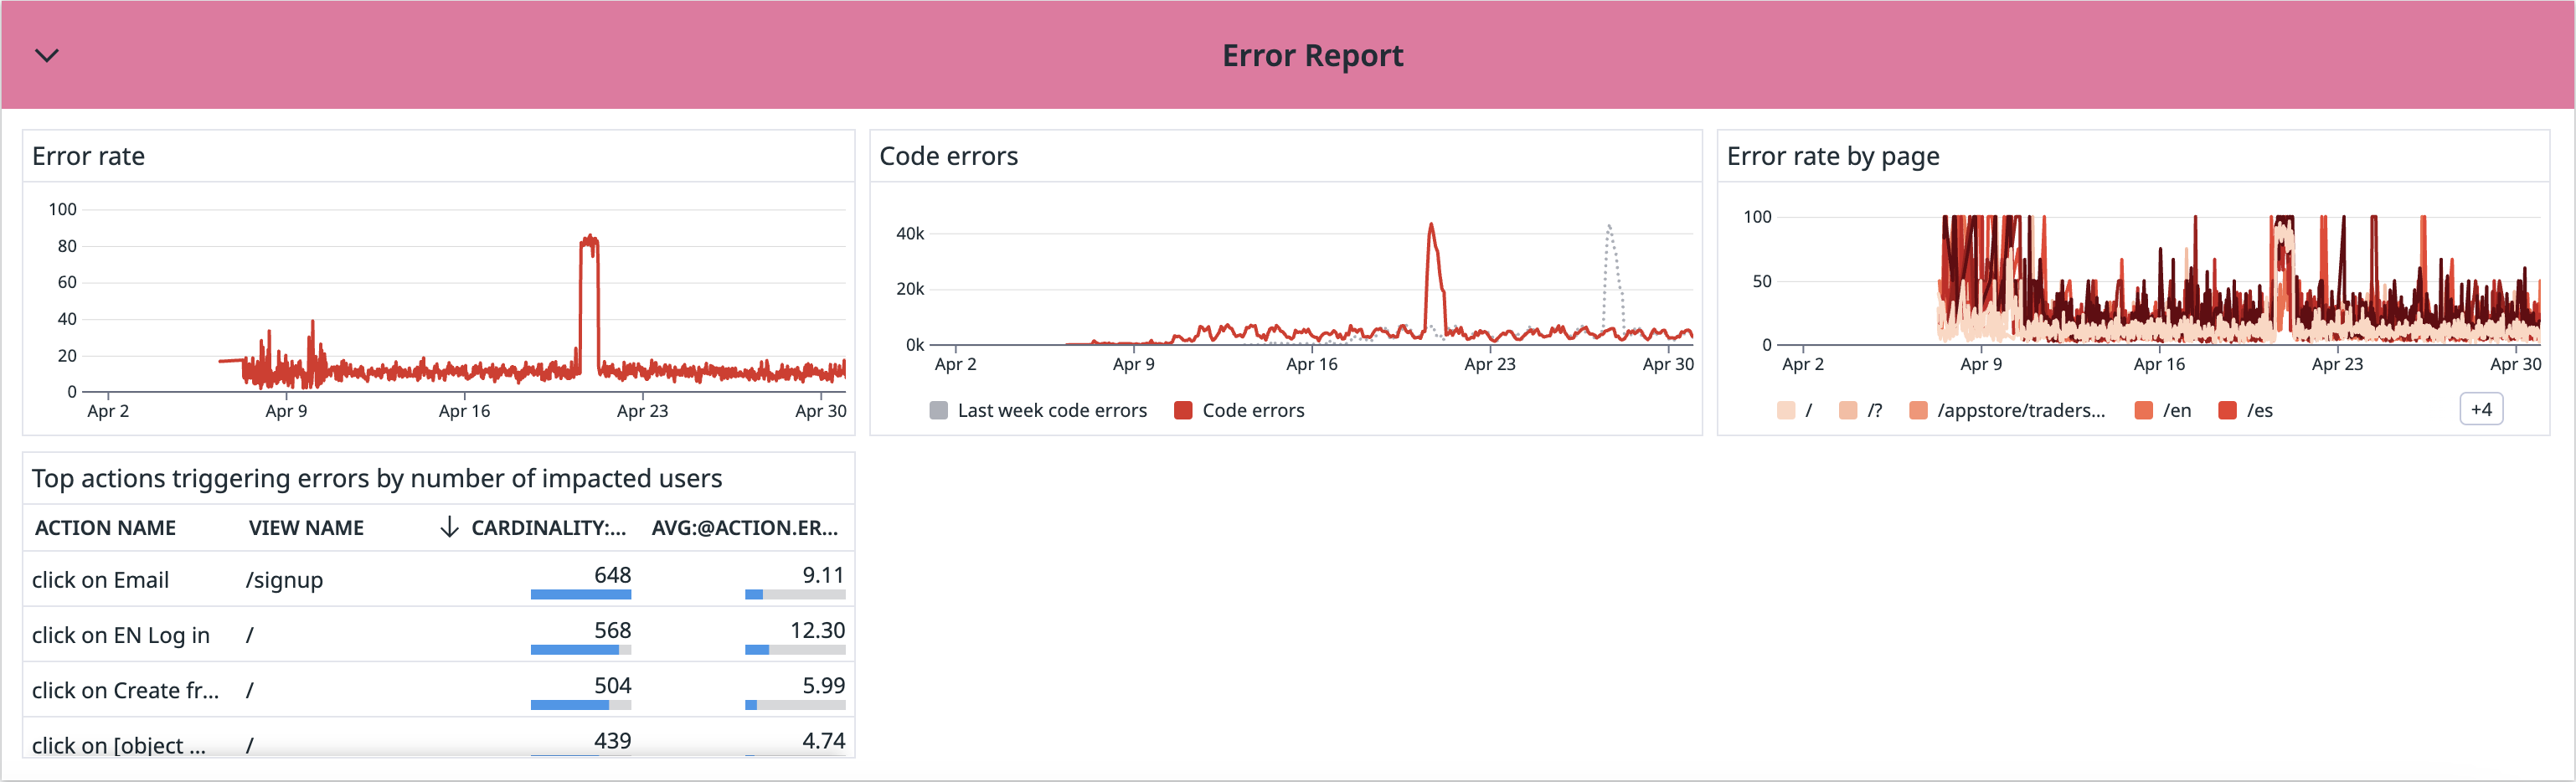 Error Report
Error rate
100
80
60
40
20
0
Apr 2
Apr 9
Apr 16
Apr 23
Apr 30
Code errors
40k
20k
0k
Apr 2
Apr 9
Apr 16
Apr 23
Apr 30
Last week code errors
Code errors
Error rate by page
100
50
0
Apr 2
Apr 9
Apr 16
Apr 23
Apr 30
/
/?
/appstore/traders...
/en
/es
+4
Top actions triggering errors by number of impacted users
ACTION NAME VIEW NAME CARDINALITY:... AVG:@ACTION.ER...
click on Email /signup 648 9.11
click on EN Log in / 568 12.30
click on Create fr... / 504 5.99
click on [object ... / 439 4.74